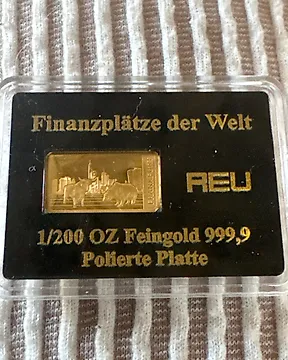 Finanzplätze der Welt
REU
1/200 OZ Feingold 999,9
Polierte Platte